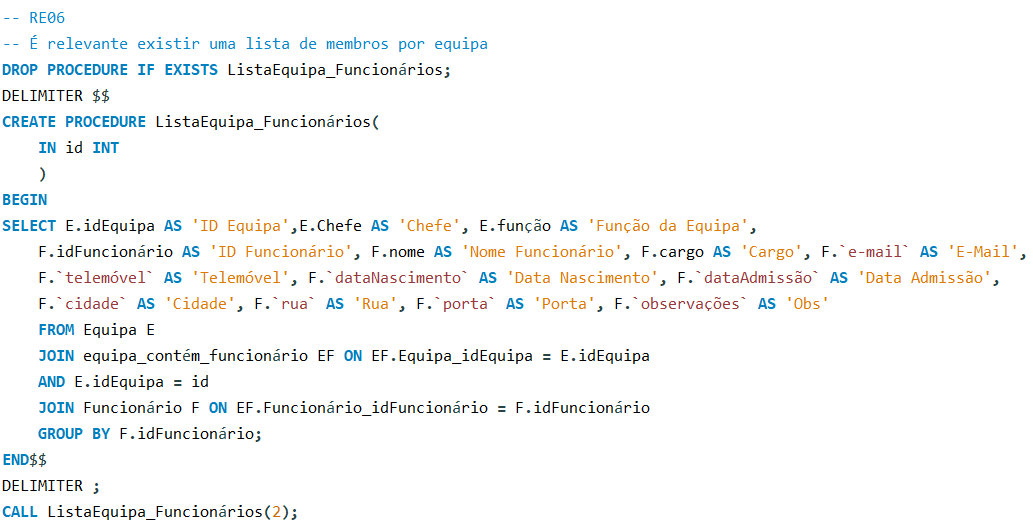 -- RE06
-- É relevante existir uma lista de membros por equipa
DROP PROCEDURE IF EXISTS ListaEquipa_Funcionários;
DELIMITER $$
CREATE PROCEDURE ListaEquipa_Funcionários(
    IN id INT
    )
BEGIN
SELECT E.idEquipa AS 'ID Equipa',E.Chefe AS 'Chefe', E.função AS 'Função da Equipa',
    F.idFuncionário AS 'ID Funcionário', F.nome AS 'Nome Funcionário', F.cargo AS 'Cargo', F.`e-mail` AS 'E-Mail',
    F.`telemóvel` AS 'Telemóvel', F.`dataNascimento` AS 'Data Nascimento', F.`dataAdmissão` AS 'Data Admissão',
    F.`cidade` AS 'Cidade', F.`rua` AS 'Rua', F.`porta` AS 'Porta', F.`observações` AS 'Obs'
    FROM Equipa E
    JOIN equipa_contém_funcionário EF ON EF.Equipa_idEquipa = E.idEquipa
    AND E.idEquipa = id
    JOIN Funcionário F ON EF.Funcionário_idFuncionário = F.idFuncionário
    GROUP BY F.idFuncionário;
END$$
DELIMITER ;
CALL ListaEquipa_Funcionários(2);